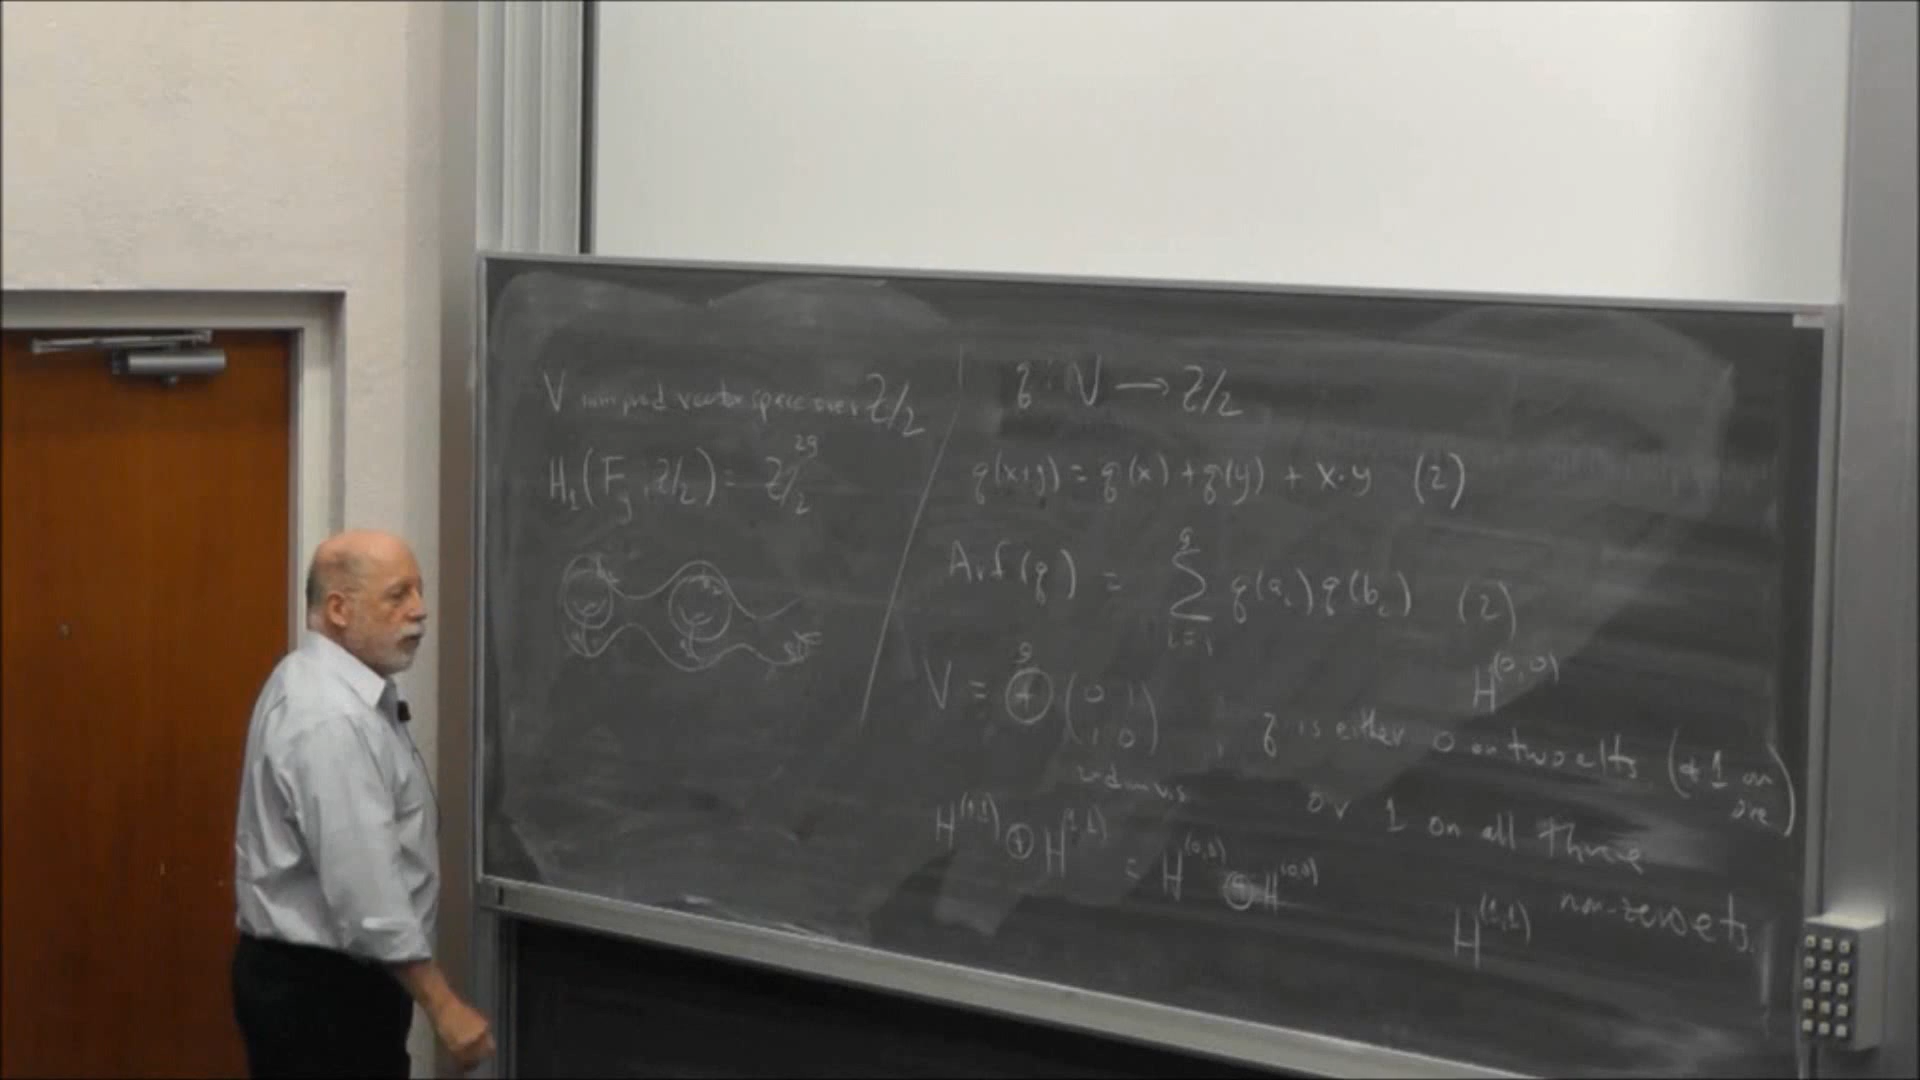 V vector space over Z/2
H₁(F_g, Z/2) = Z/2^{2g}
q: V → Z/2
q(x+y) = q(x) + q(y) + x·y (2)
Arf(q) = Σ_{i=1}^{g} q(a_i) q(b_i) (2)
V = ⊕^g (0 1
1 0)
H^{(0,0)}
, q is either 0 on two elts (+ 1 on
one)
or 1 on all three
non-zero elts.
H^{(1,1)}
H^{(1,1)} ⊕ H^{(1,1)} = H^{(0,0)} ⊕ H^{(0,0)}